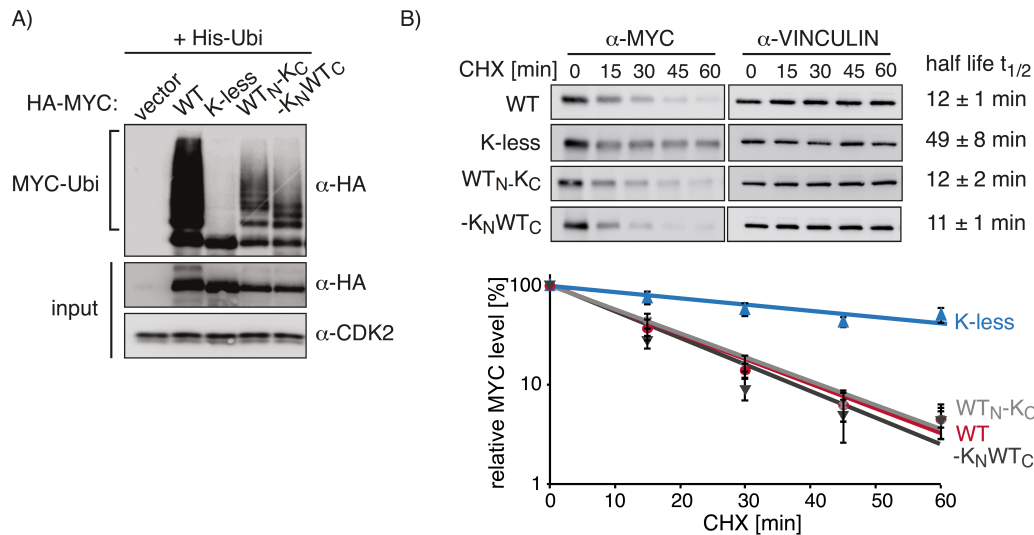 A)
+ His-Ubi
HA-MYC: vector WT K-less WTN-KC -KNWTC
MYC-Ubi
α-HA
input
α-HA
α-CDK2
B)
α-MYC α-VINCULIN
CHX [min] 0 15 30 45 60 0 15 30 45 60 half life t1/2
WT 12 ± 1 min
K-less 49 ± 8 min
WTN-KC 12 ± 2 min
-KNWTC 11 ± 1 min
relative MYC level [%]
100
10
1
K-less
WTN-KC
WT
-KNWTC
0 10 20 30 40 50 60
CHX [min]